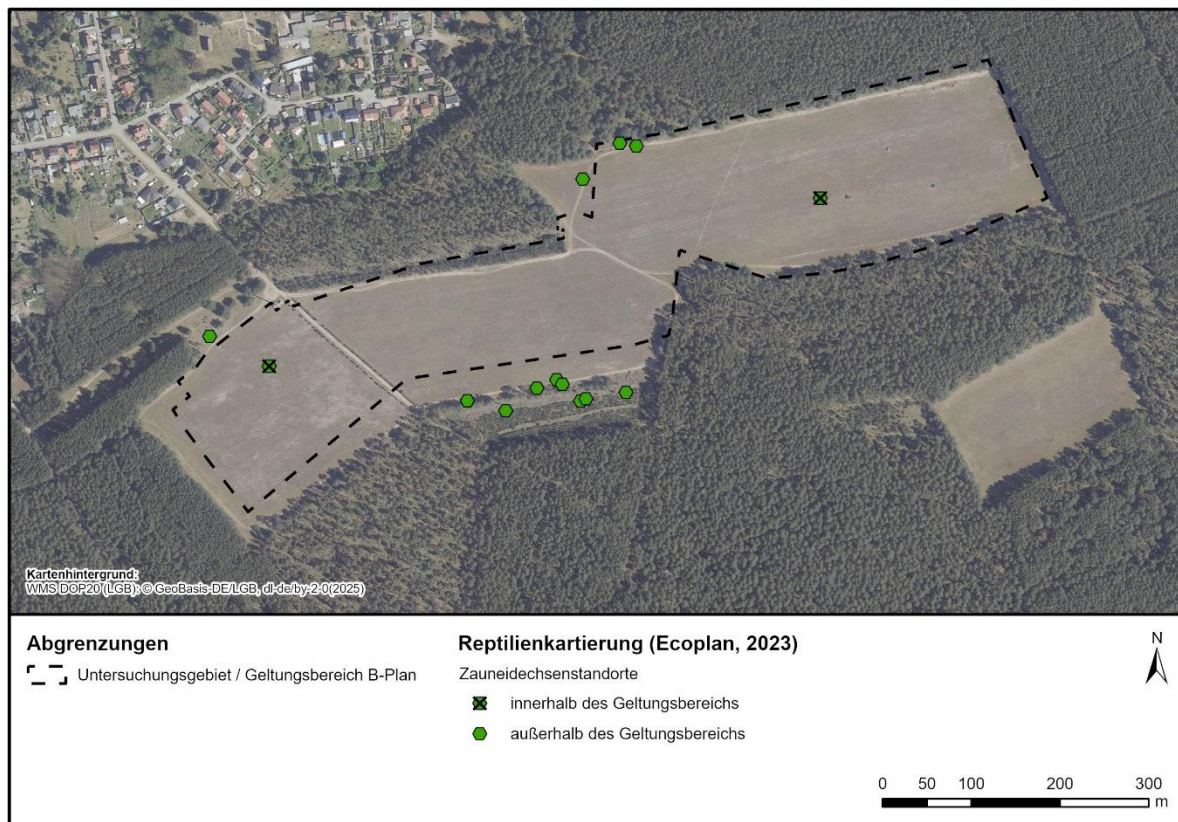 Kartenhintergrund:
WMS DOP20 (LGB): © GeoBasis-DE/LGB, dl-de/by-2-0(2025)
Abgrenzungen
Untersuchungsgebiet / Geltungsbereich B-Plan
Reptilienkartierung (Ecoplan, 2023)
Zauneidechsenstandorte
innerhalb des Geltungsbereichs
außerhalb des Geltungsbereichs
N
0 50 100 200 300
m